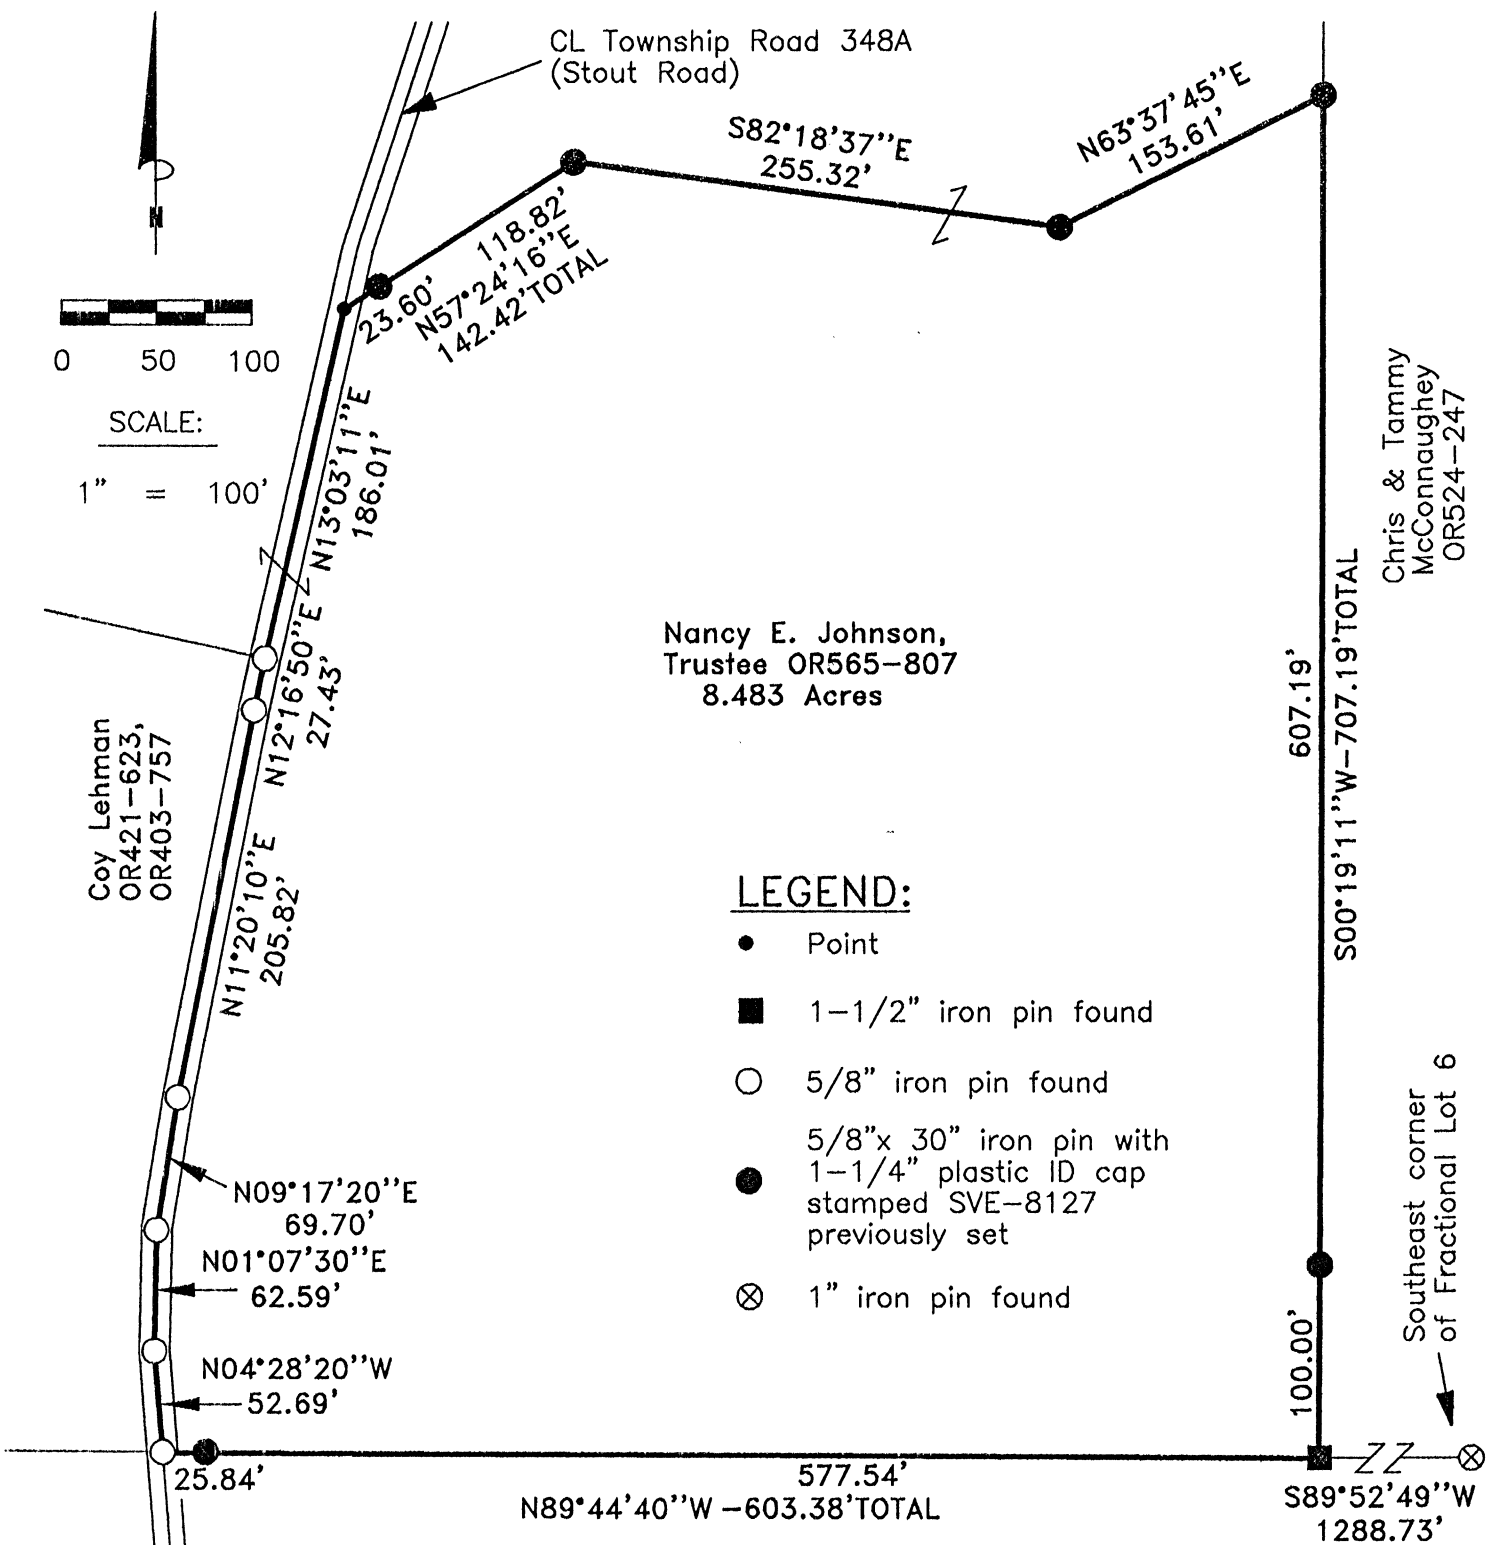 CL Township Road 348A
(Stout Road)
N
0 50 100
SCALE:
1" = 100'
S82°18'37''E
255.32'
N63°37'45''E
153.61'
118.82'
23.60'
N57°24'16''E
142.42'TOTAL
N13°03'11''E
186.01'
N12°16'50''E
27.43'
N11°20'10''E
205.82'
Coy Lehman
OR421-623,
OR403-757
Nancy E. Johnson,
Trustee OR565-807
8.483 Acres
Chris & Tammy
McConnaughey
OR524-247
607.19'
S00°19'11''W-707.19'TOTAL
LEGEND:
Point
1-1/2" iron pin found
5/8" iron pin found
5/8"x 30" iron pin with
1-1/4" plastic ID cap
stamped SVE-8127
previously set
1" iron pin found
N09°17'20''E
69.70'
N01°07'30''E
62.59'
N04°28'20''W
52.69'
Southeast corner
of Fractional Lot 6
100.00'
25.84'
577.54'
N89°44'40''W-603.38'TOTAL
S89°52'49''W
1288.73'